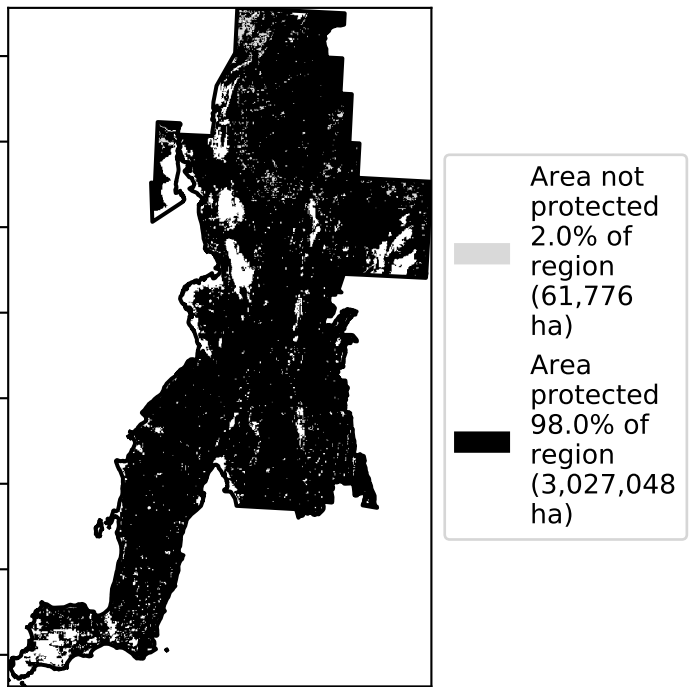 Area not
protected
2.0% of
region
(61,776
ha)
Area
protected
98.0% of
region
(3,027,048
ha)